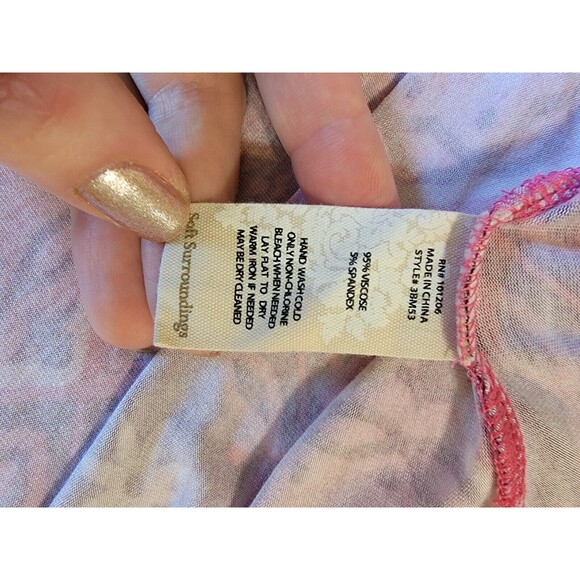 RN# 101206
MADE IN CHINA
STYLE# 3BM53
95% VISCOSE
5% SPANDEX
HAND WASH COLD
ONLY NON-CHLORINE
BLEACH WHEN NEEDED
LAY FLAT TO DRY
WARM IRON IF NEEDED
MAY BE DRY CLEANED
Soft Surroundings